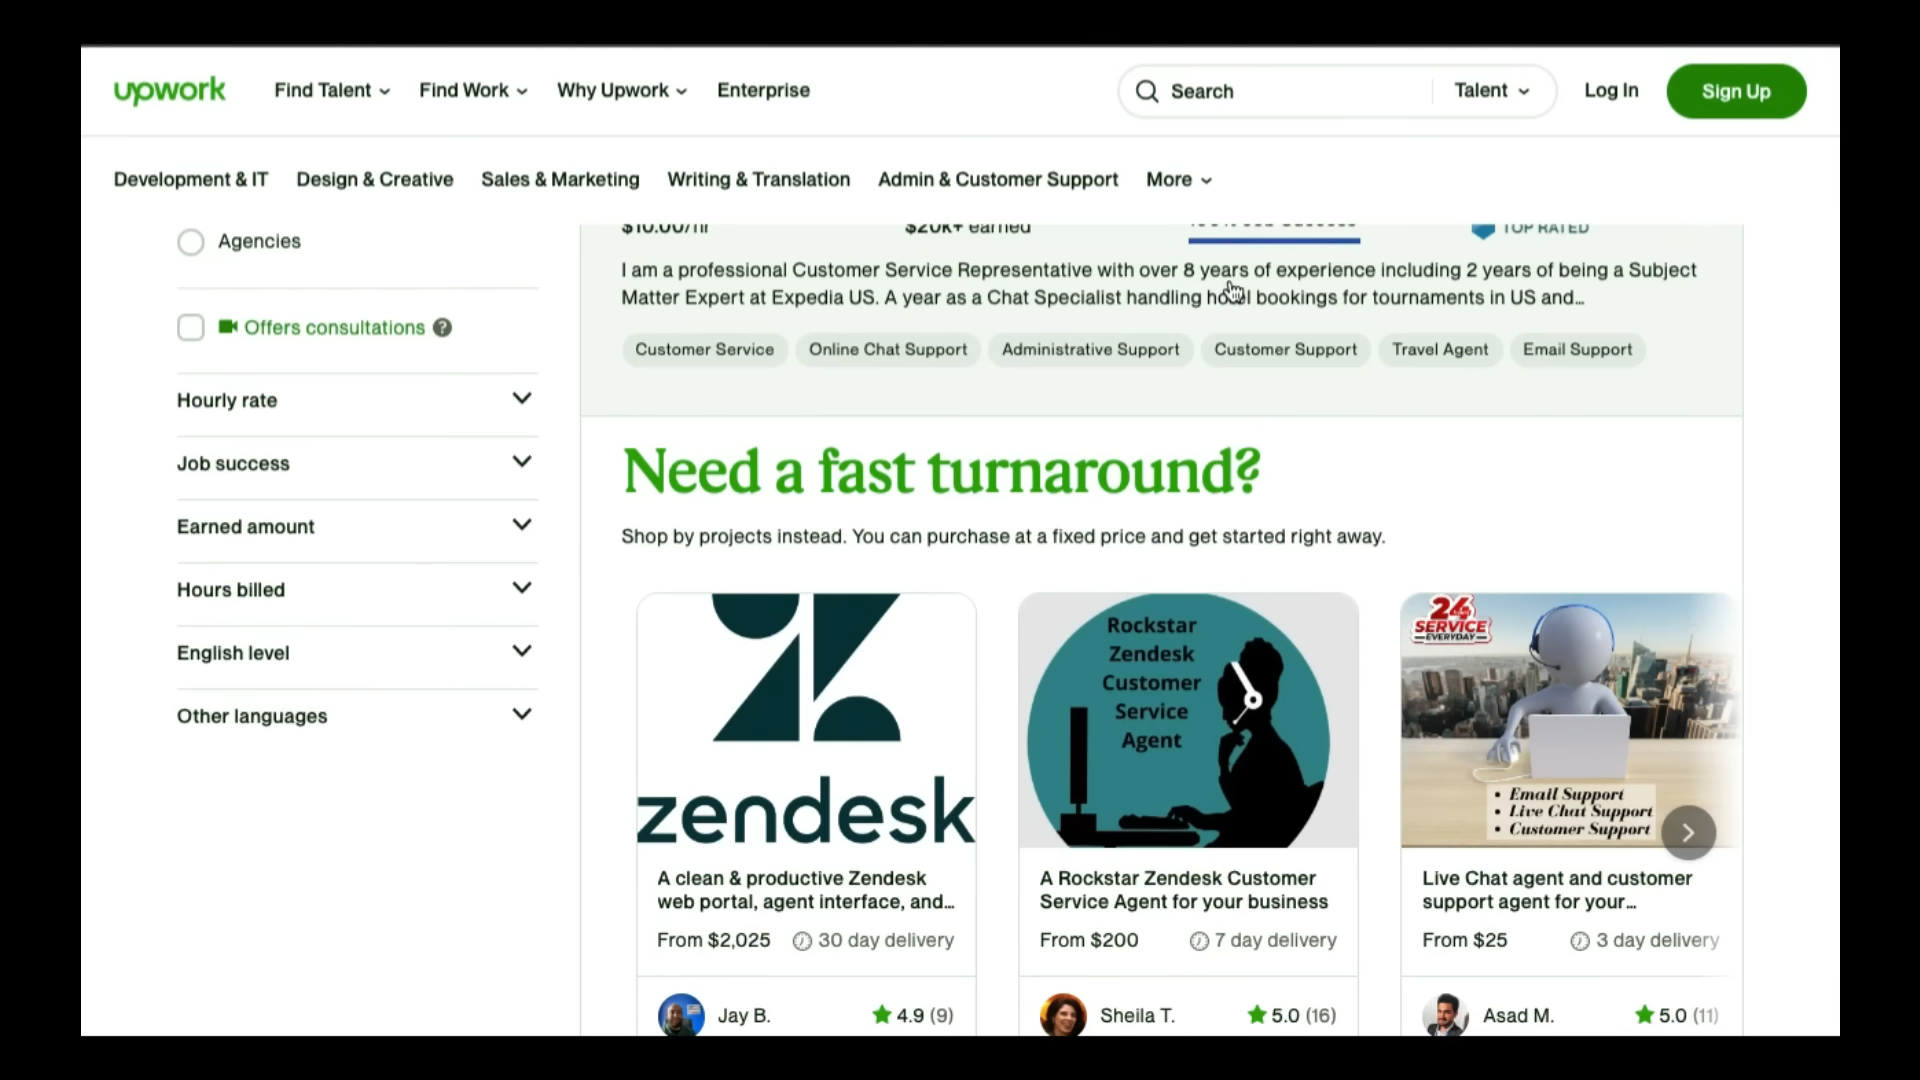 upwork
Find Talent
Find Work
Why Upwork
Enterprise
Search
Talent
Log In
Sign Up
Development & IT
Design & Creative
Sales & Marketing
Writing & Translation
Admin & Customer Support
More
Agencies
Offers consultations ?
Hourly rate
Job success
Earned amount
Hours billed
English level
Other languages
$10.00/hr
$20k+ earned
TOP RATED
I am a professional Customer Service Representative with over 8 years of experience including 2 years of being a Subject
Matter Expert at Expedia US. A year as a Chat Specialist handling hotel bookings for tournaments in US and...
Customer Service
Online Chat Support
Administrative Support
Customer Support
Travel Agent
Email Support
Need a fast turnaround?
Shop by projects instead. You can purchase at a fixed price and get started right away.
zendesk
A clean & productive Zendesk
web portal, agent interface, and...
From $2,025
30 day delivery
Jay B.
4.9 (9)
Rockstar
Zendesk
Customer
Service
Agent
A Rockstar Zendesk Customer
Service Agent for your business
From $200
7 day delivery
Sheila T.
5.0 (16)
24
SERVICE
EVERYDAY
• Email Support
• Live Chat Support
• Customer Support
Live Chat agent and customer
support agent for your...
From $25
3 day delivery
Asad M.
5.0 (11)